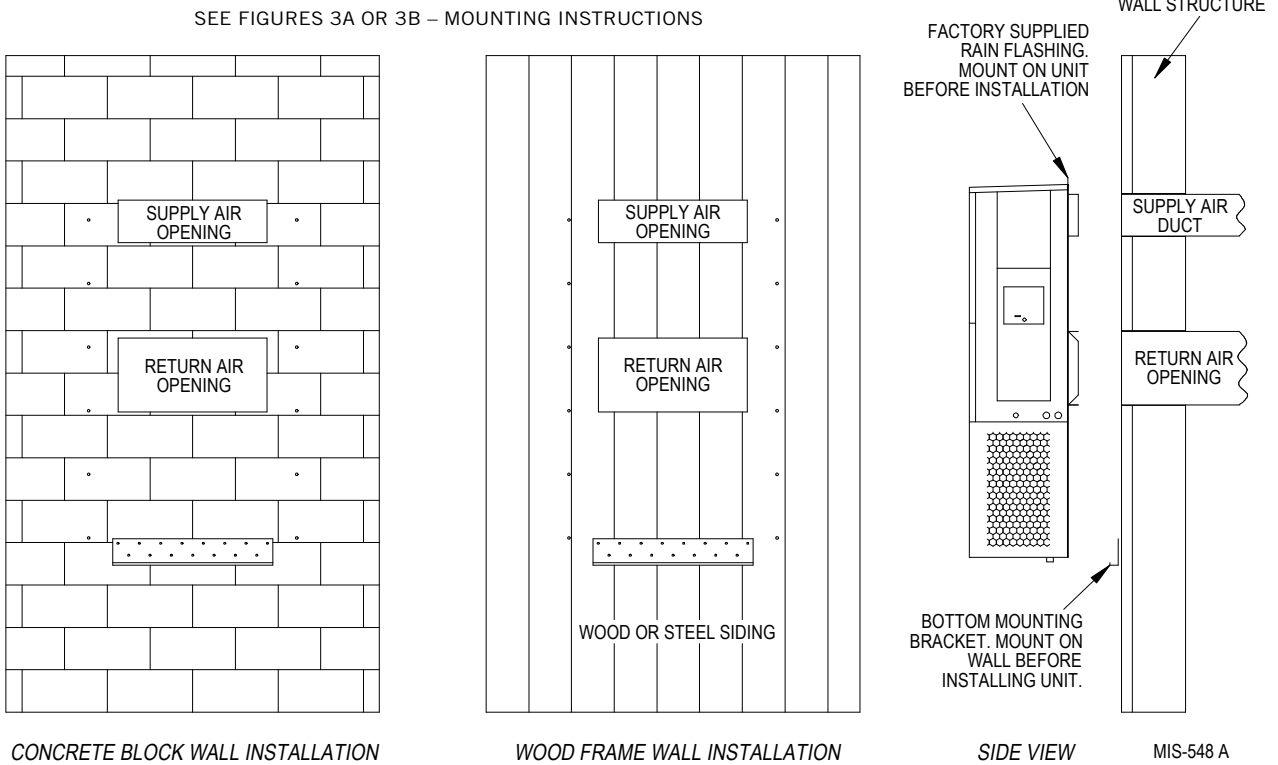 SEE FIGURES 3A OR 3B – MOUNTING INSTRUCTIONS
SUPPLY AIR
OPENING
RETURN AIR
OPENING
CONCRETE BLOCK WALL INSTALLATION
SUPPLY AIR
OPENING
RETURN AIR
OPENING
WOOD OR STEEL SIDING
WOOD FRAME WALL INSTALLATION
WALL STRUCTURE
FACTORY SUPPLIED
RAIN FLASHING.
MOUNT ON UNIT
BEFORE INSTALLATION
SUPPLY AIR
DUCT
RETURN AIR
OPENING
BOTTOM MOUNTING
BRACKET. MOUNT ON
WALL BEFORE
INSTALLING UNIT.
SIDE VIEW
MIS-548 A